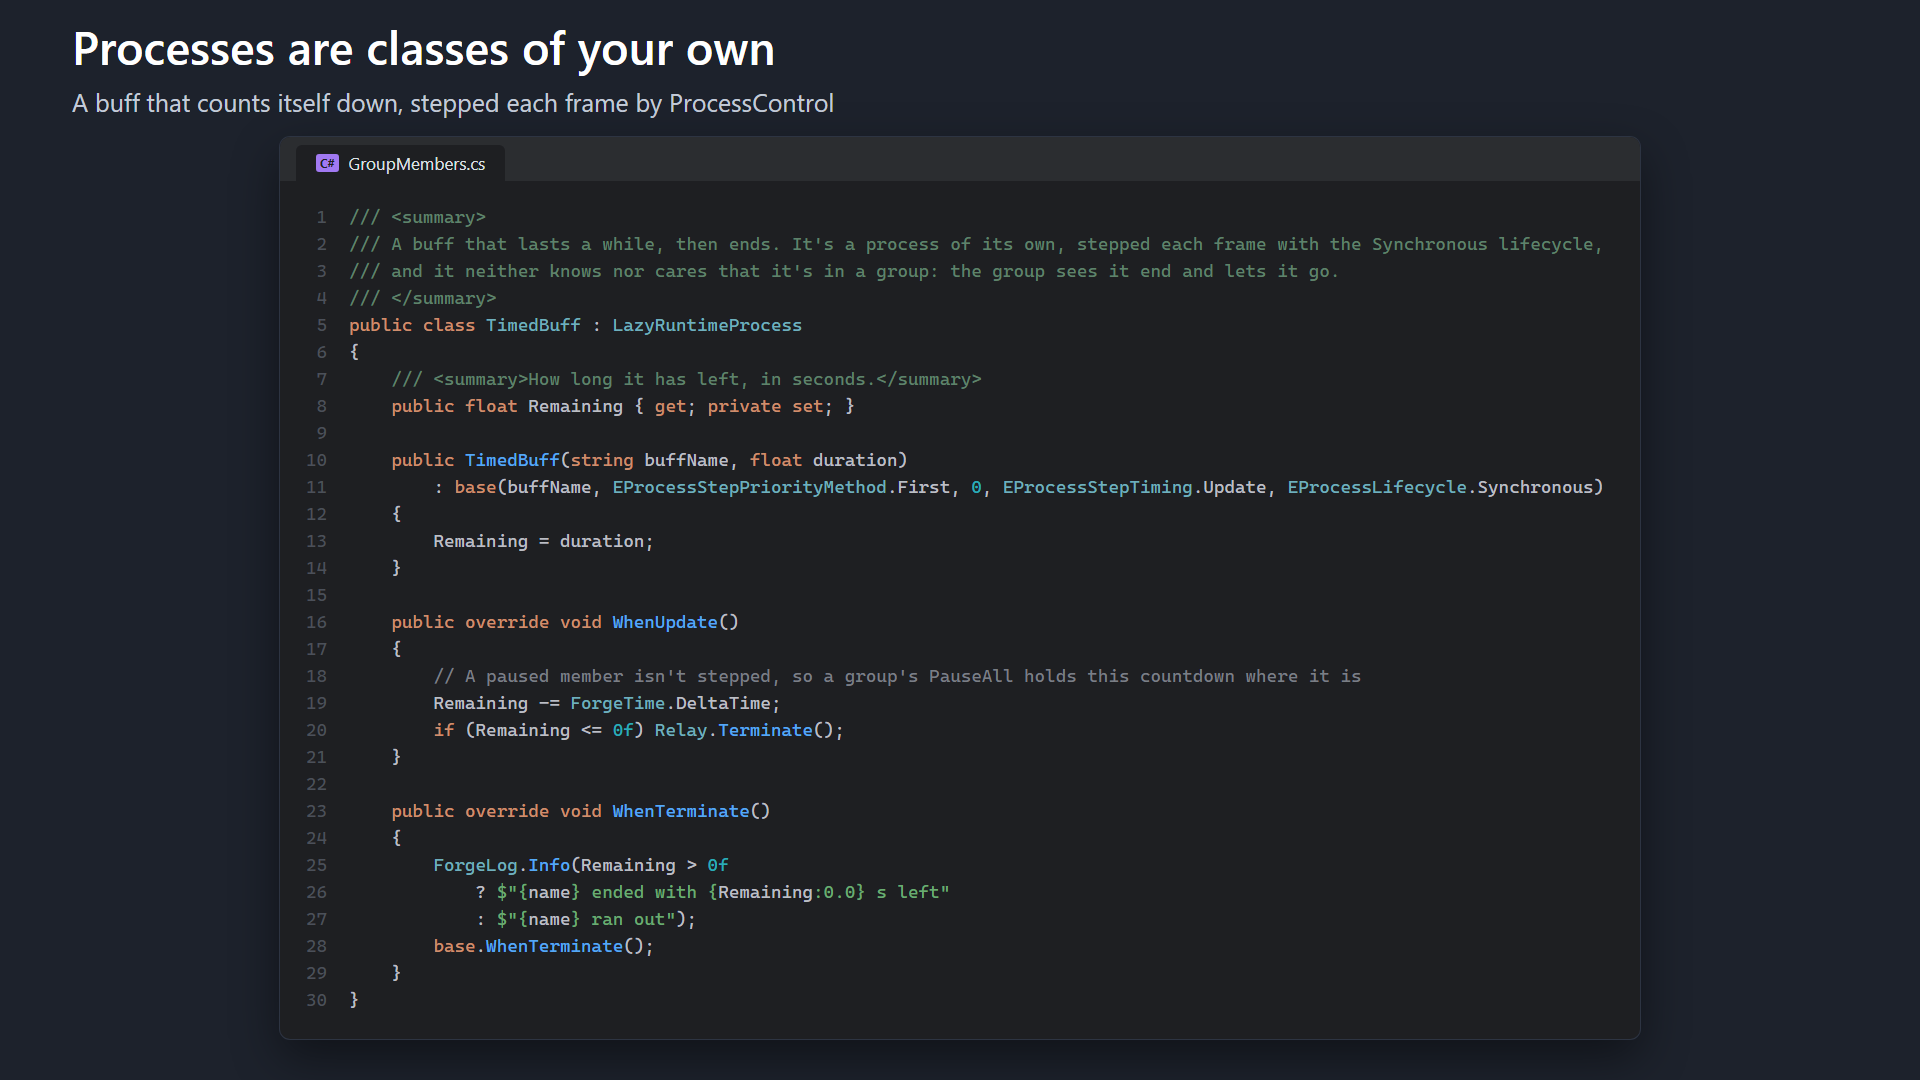 Processes are classes of your own
A buff that counts itself down, stepped each frame by ProcessControl
C# GroupMembers.cs
1 /// <summary>
2 /// A buff that lasts a while, then ends. It's a process of its own, stepped each frame with the Synchronous lifecycle,
3 /// and it neither knows nor cares that it's in a group: the group sees it end and lets it go.
4 /// </summary>
5 public class TimedBuff : LazyRuntimeProcess
6 {
7     /// <summary>How long it has left, in seconds.</summary>
8     public float Remaining { get; private set; }
9
10     public TimedBuff(string buffName, float duration)
11         : base(buffName, EProcessStepPriorityMethod.First, 0, EProcessStepTiming.Update, EProcessLifecycle.Synchronous)
12     {
13         Remaining = duration;
14     }
15
16     public override void WhenUpdate()
17     {
18         // A paused member isn't stepped, so a group's PauseAll holds this countdown where it is
19         Remaining -= ForgeTime.DeltaTime;
20         if (Remaining <= 0f) Relay.Terminate();
21     }
22
23     public override void WhenTerminate()
24     {
25         ForgeLog.Info(Remaining > 0f
26             ? $"{name} ended with {Remaining:0.0} s left"
27             : $"{name} ran out");
28         base.WhenTerminate();
29     }
30 }